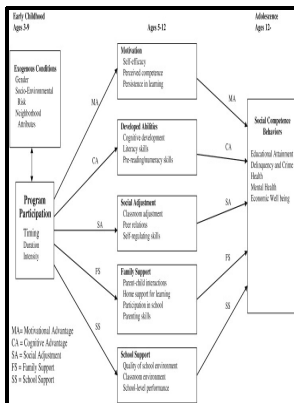 Early Childhood
Ages 3-9
Ages 5-12
Adolescence
Ages 12-
Exogenous Conditions
Gender
Socio-Environmental
Risk
Neighborhood
Attributes
Program
Participation
Timing
Duration
Intensity
MA= Motivational Advantage
CA = Cognitive Advantage
SA = Social Adjustment
FS = Family Support
SS = School Support
MA
CA
SA
FS
SS
Motivation
Self-efficacy
Perceived competence
Persistence in learning
Developed Abilities
Cognitive development
Literacy skills
Pre-reading/numeracy skills
Social Adjustment
Classroom adjustment
Peer relations
Self-regulating skills
Family Support
Parent-child interactions
Home support for learning
Participation in school
Parenting skills
School Support
Quality of school environment
Classroom environment
School-level performance
MA
CA
SA
FS
SS
Social Competence
Behaviors
Educational Attainment
Delinquency and Crime
Health
Mental Health
Economic Well being